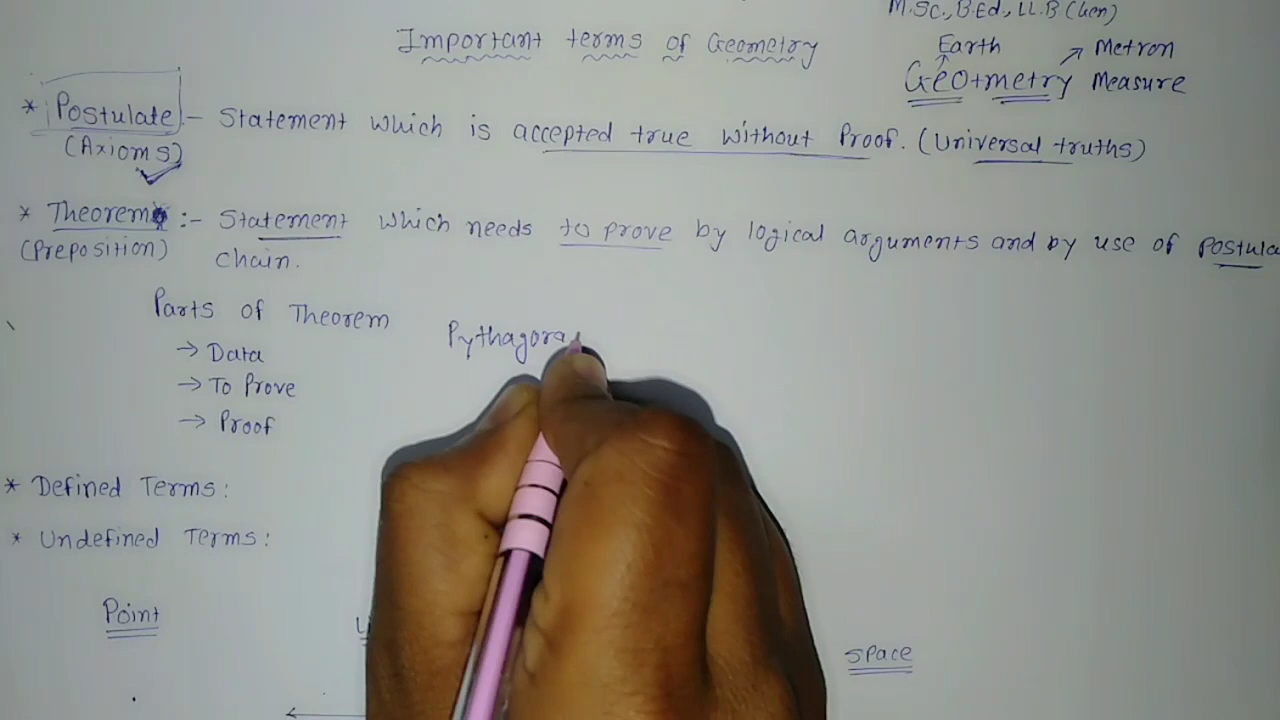 M.Sc., B.Ed., LL.B (Gen)
Important terms of Geometry
Earth Metron
Geo+metry Measure
* Postulate :- Statement which is accepted true without Proof. (Universal truths)
(Axioms)
* Theorem :- Statement which needs to prove by logical arguments and by use of Postula
(Preposition) chain.
Parts of Theorem
Pythagora
→ Data
→ To Prove
→ Proof
* Defined Terms:
* Undefined Terms:
Point
Space